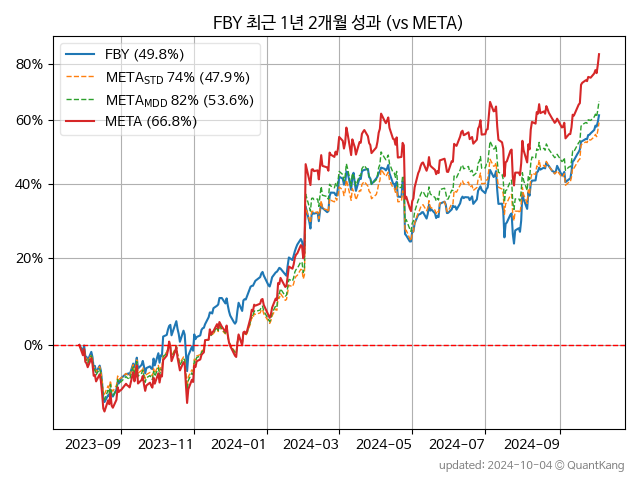 FBY 최근 1년 2개월 성과 (vs META)
FBY (49.8%)
METASTD 74% (47.9%)
METAMDD 82% (53.6%)
META (66.8%)
80%
60%
40%
20%
0%
2023-09 2023-11 2024-01 2024-03 2024-05 2024-07 2024-09
updated: 2024-10-04 © QuantKang